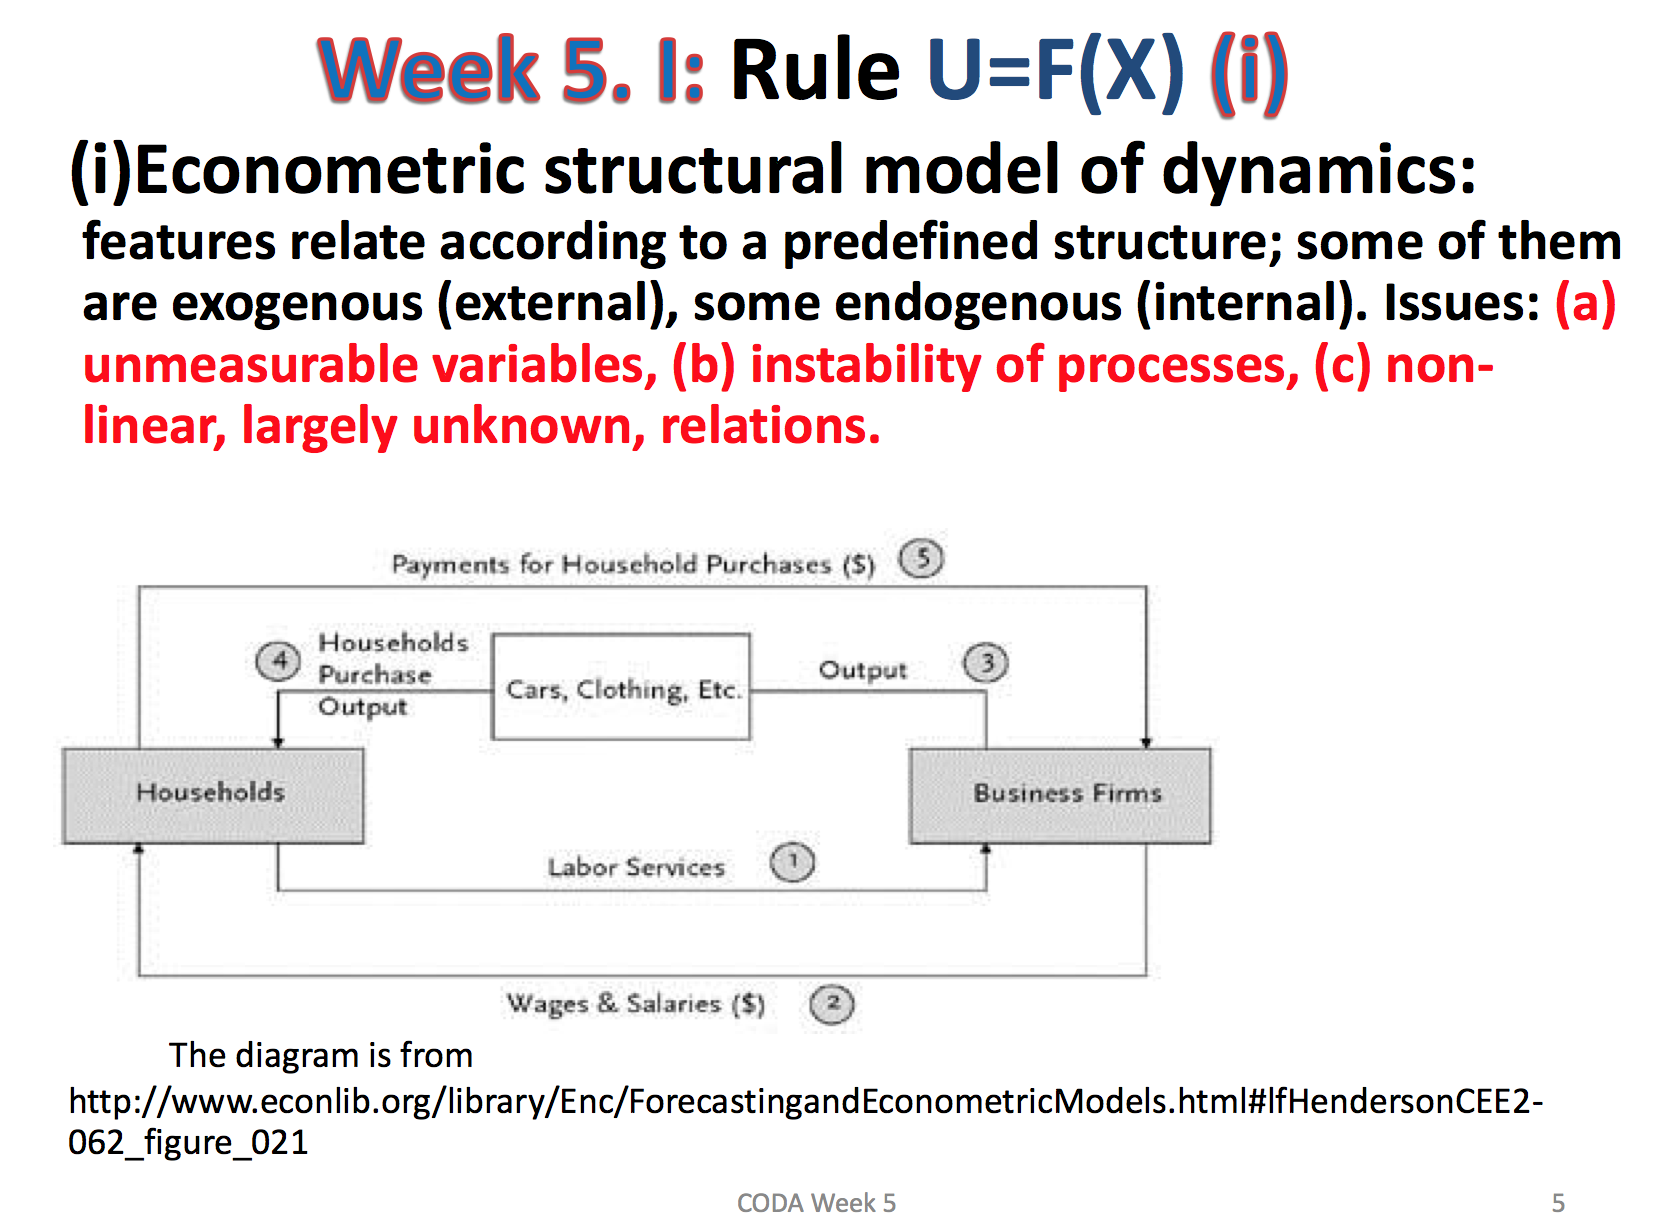 Week 5. I: Rule U=F(X) (i)
(i)Econometric structural model of dynamics:
features relate according to a predefined structure; some of them
are exogenous (external), some endogenous (internal). Issues: (a)
unmeasurable variables, (b) instability of processes, (c) non-
linear, largely unknown, relations.
Payments for Household Purchases ($) 5
4 Households
Purchase
Output
Cars, Clothing, Etc.
Output 3
Households
Business Firms
Labor Services 1
Wages & Salaries ($) 2
The diagram is from
http://www.econlib.org/library/Enc/ForecastingandEconometricModels.html#lfHendersonCEE2-
062_figure_021
CODA Week 5
5